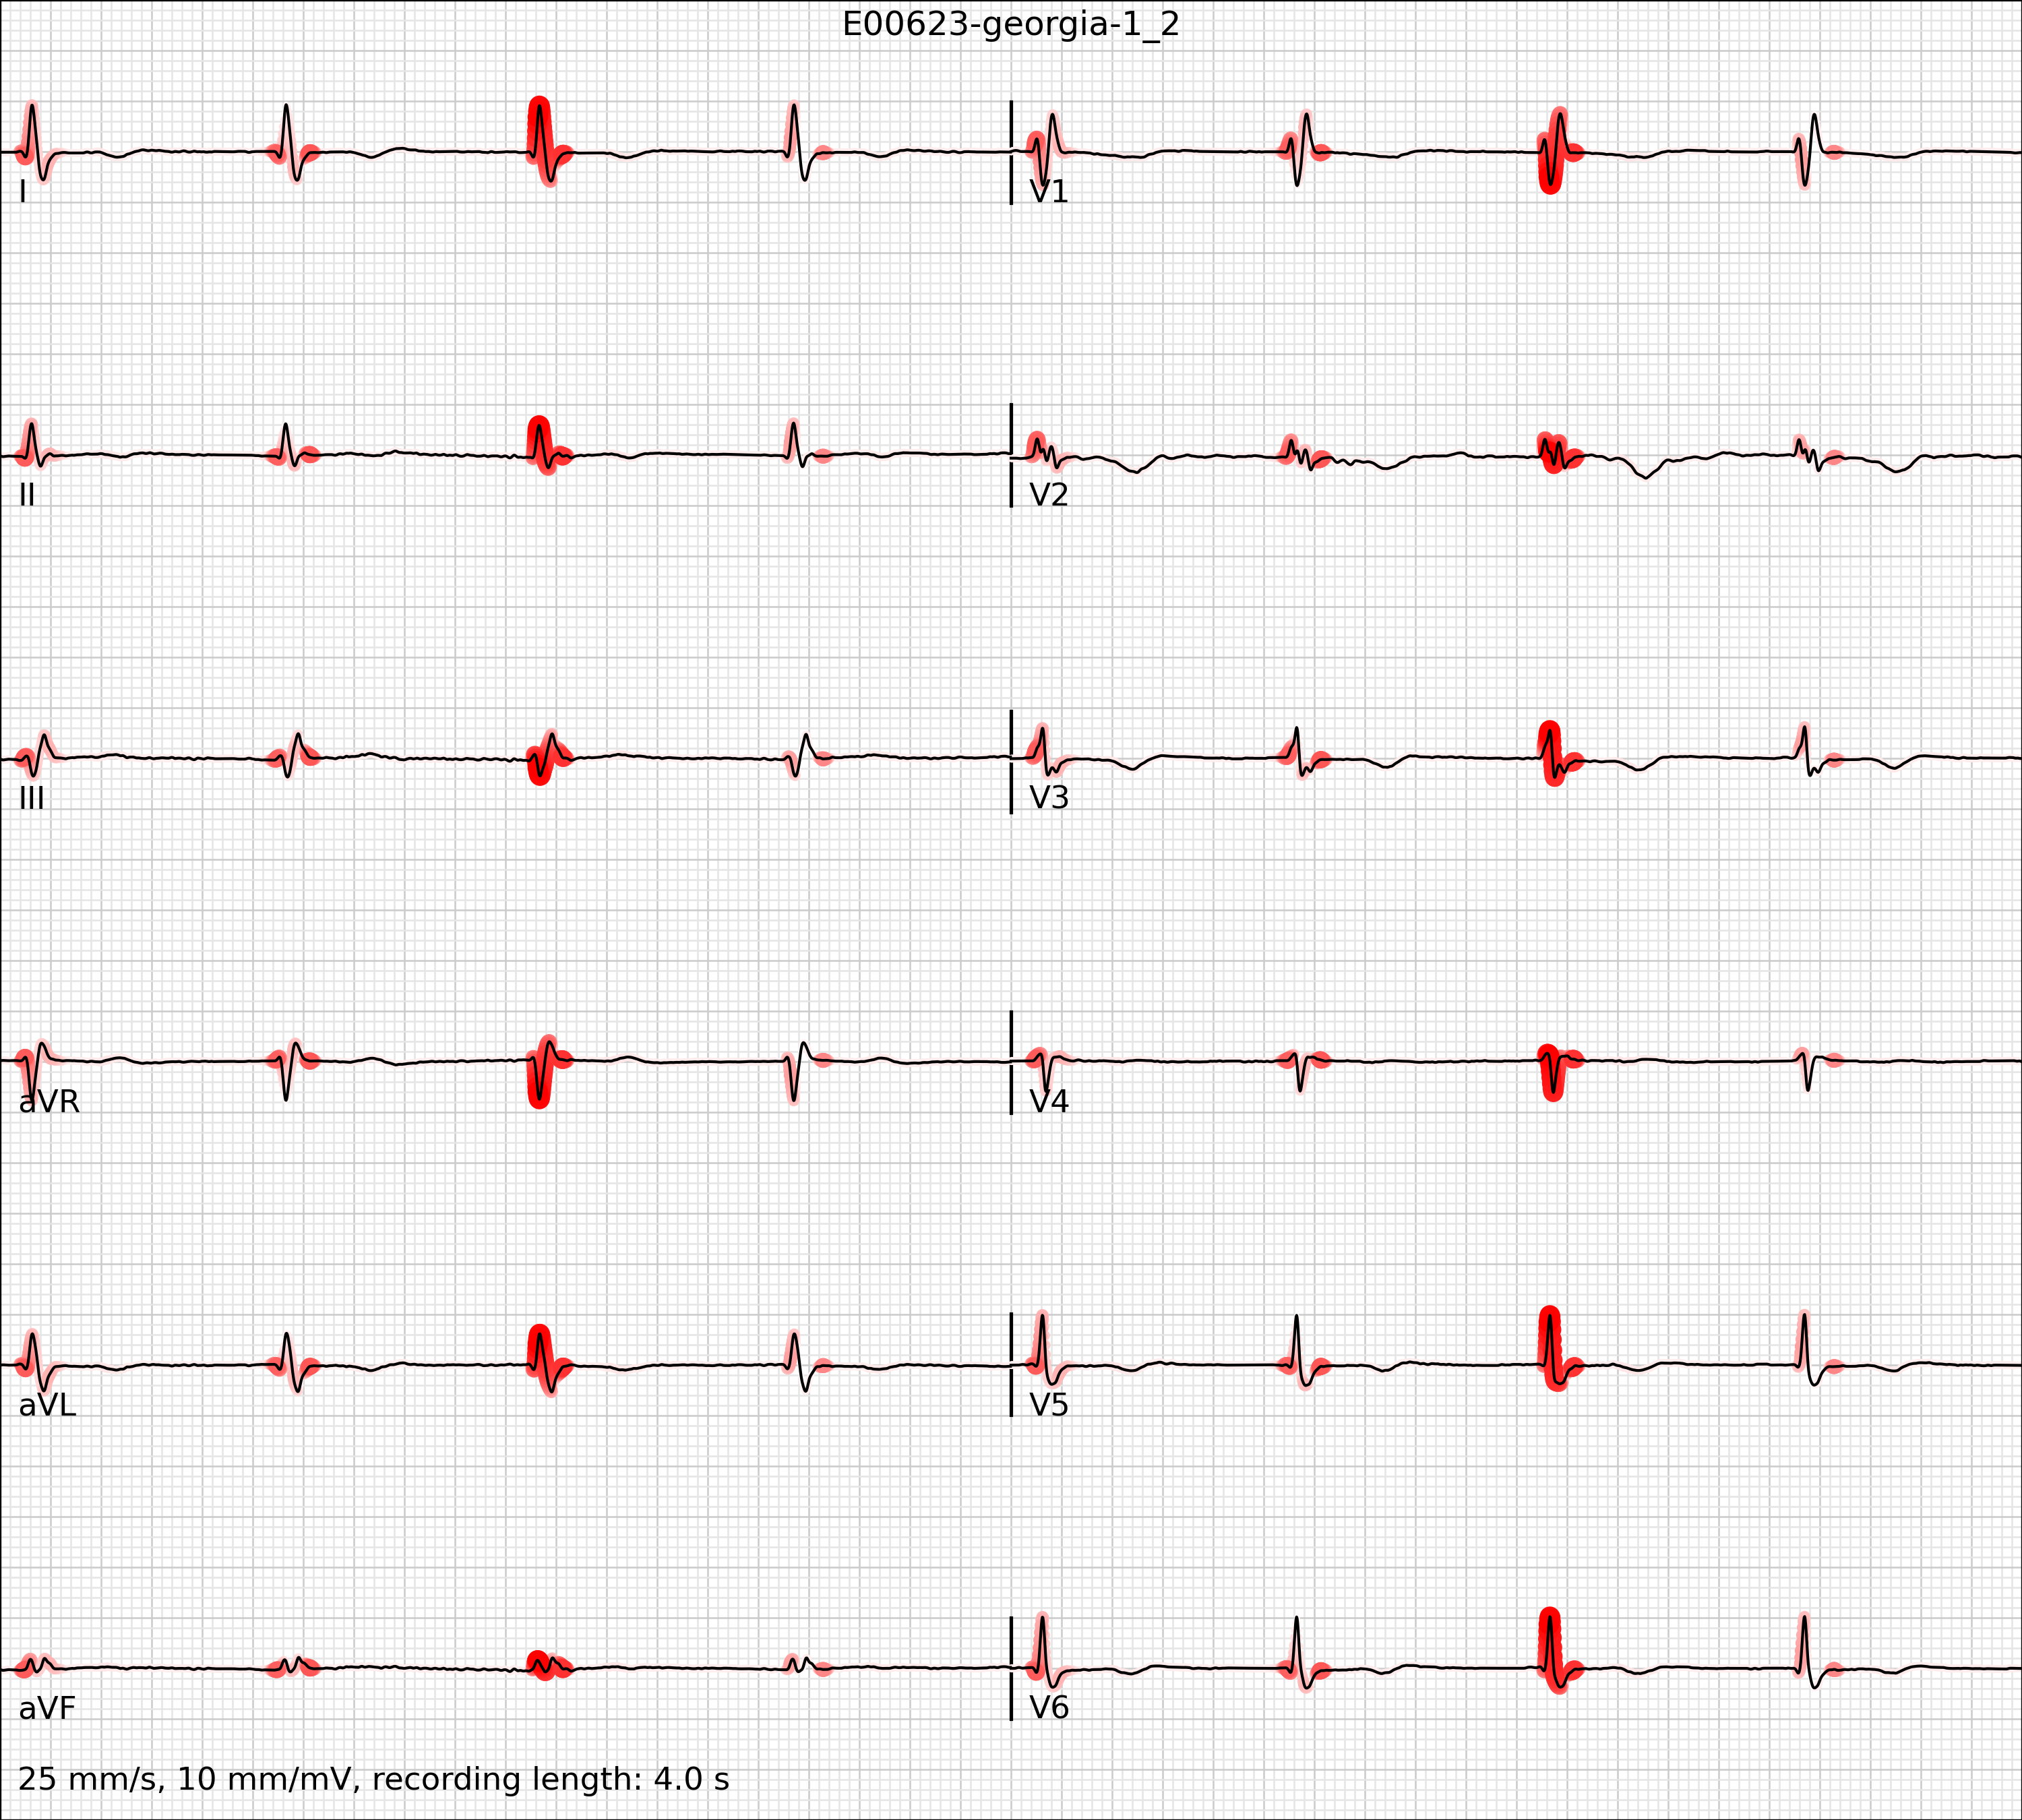 E00623-georgia-1_2
I
V1
II
V2
III
V3
aVR
V4
aVL
V5
aVF
V6
25 mm/s, 10 mm/mV, recording length: 4.0 s